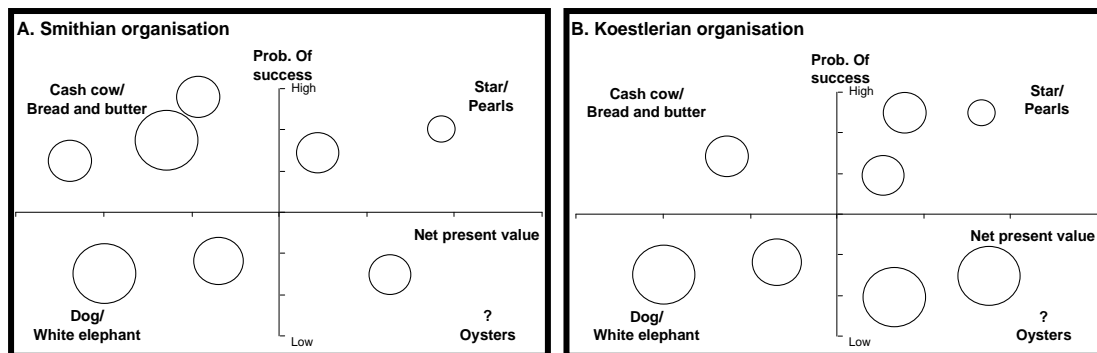 A. Smithian organisation
Prob. Of
success
High
Cash cow/
Bread and butter
Star/
Pearls
Net present value
Dog/
White elephant
?
Oysters
Low
B. Koestlerian organisation
Prob. Of
success
High
Cash cow/
Bread and butter
Star/
Pearls
Net present value
Dog/
White elephant
?
Oysters
Low